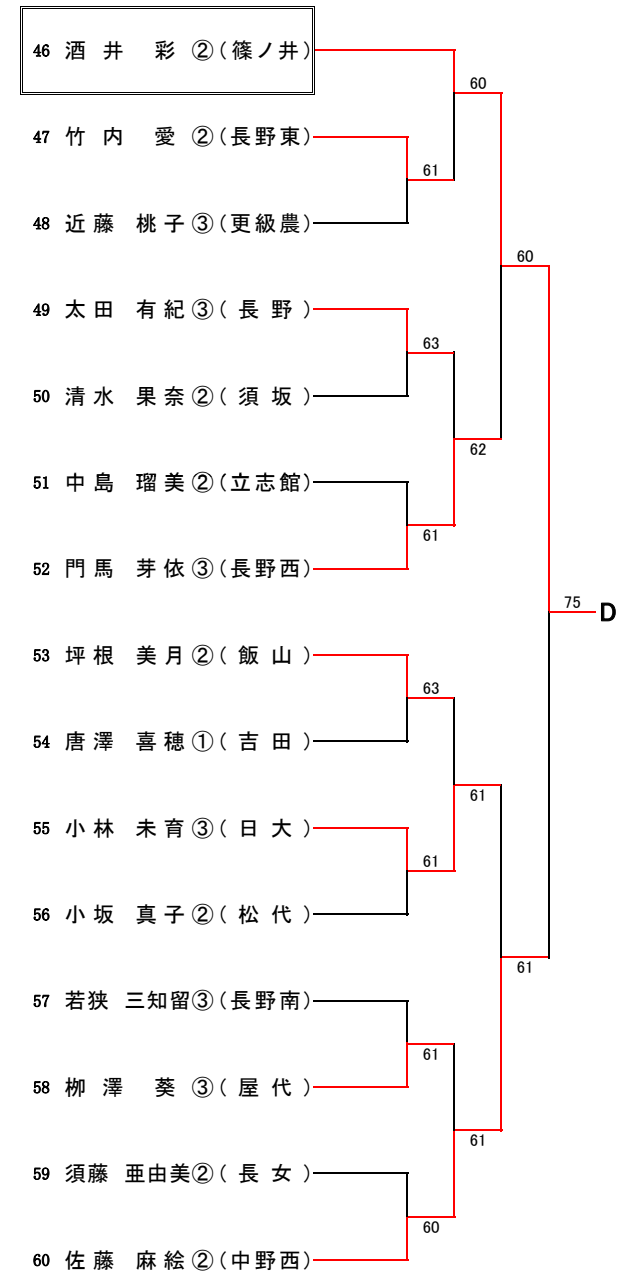 46 酒井 彩 ②(篠ノ井)
60
47 竹内 愛 ②(長野東)
61
48 近藤 桃子 ③(更級農)
60
49 太田 有紀 ③(長野)
63
50 清水 果奈 ②(須坂)
62
51 中島 瑠美 ②(立志館)
61
52 門馬 芽依 ③(長野西)
75 D
53 坪根 美月 ②(飯山)
63
54 唐澤 喜穂 ①(吉田)
61
55 小林 未育 ③(日大)
61
56 小坂 真子 ②(松代)
61
57 若狭 三知留 ③(長野南)
61
58 栁澤 葵 ③(屋代)
61
59 須藤 亜由美 ②(長女)
60
60 佐藤 麻絵 ②(中野西)